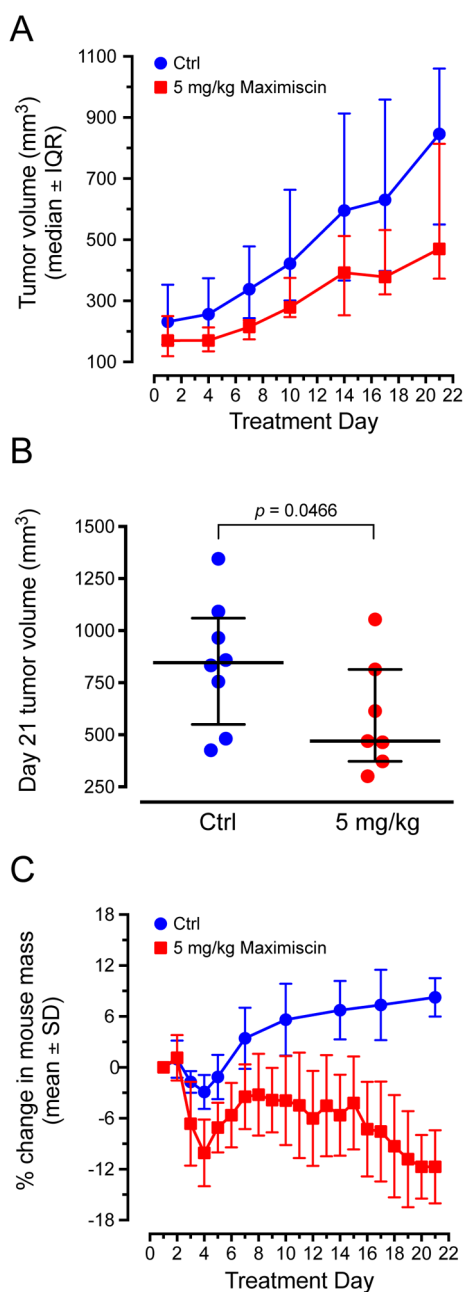 A
Tumor volume (mm³)
(median ± IQR)
Ctrl
5 mg/kg Maximiscin
1100
900
700
500
300
100
0 2 4 6 8 10 12 14 16 18 20 22
Treatment Day
B
Day 21 tumor volume (mm³)
p = 0.0466
1500
1250
1000
750
500
250
Ctrl 5 mg/kg
C
% change in mouse mass
(mean ± SD)
Ctrl
5 mg/kg Maximiscin
18
12
6
0
-6
-12
-18
0 2 4 6 8 10 12 14 16 18 20 22
Treatment Day